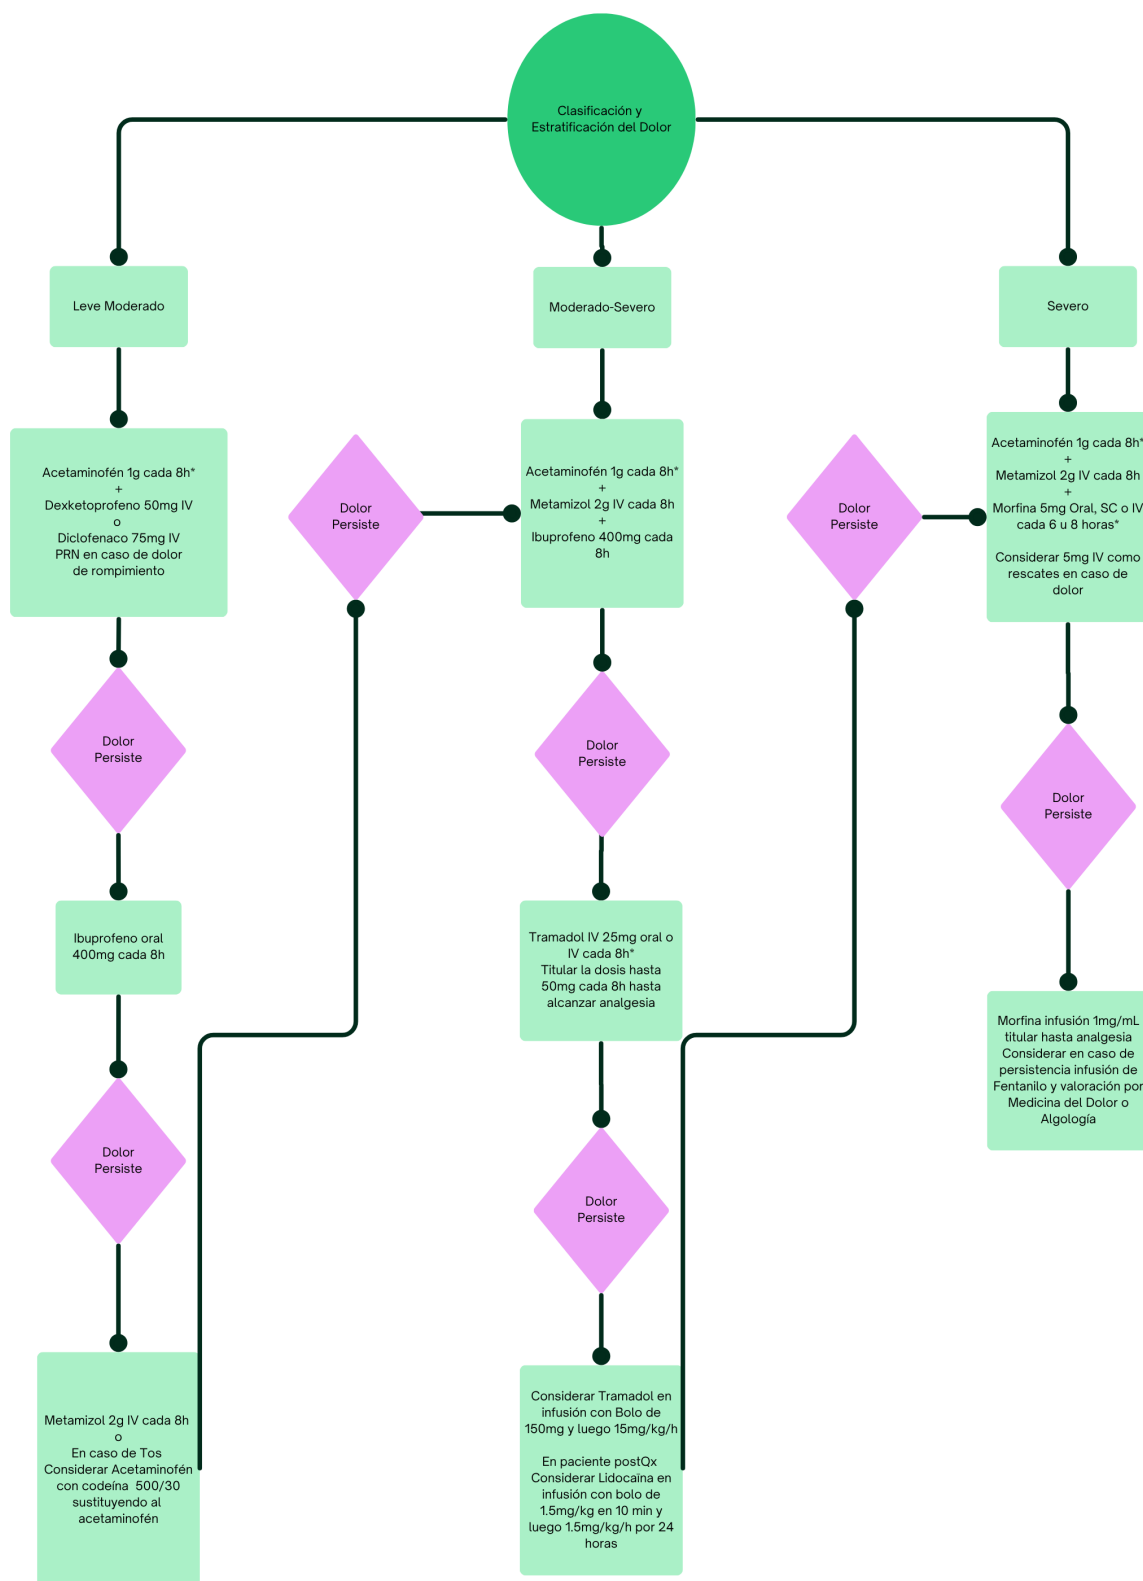 Clasificación y
Estratificación del Dolor
Leve Moderado
Moderado-Severo
Severo
Acetaminofén 1g cada 8h*
+
Dexketoprofeno 50mg IV
o
Diclofenaco 75mg IV
PRN en caso de dolor
de rompimiento
Dolor
Persiste
Ibuprofeno oral
400mg cada 8h
Dolor
Persiste
Metamizol 2g IV cada 8h
o
En caso de Tos
Considerar Acetaminofén
con codeína 500/30
sustituyendo al
acetaminofén
Dolor
Persiste
Acetaminofén 1g cada 8h*
+
Metamizol 2g IV cada 8h
+
Ibuprofeno 400mg cada
8h
Dolor
Persiste
Tramadol IV 25mg oral o
IV cada 8h*
Titular la dosis hasta
50mg cada 8h hasta
alcanzar analgesia
Dolor
Persiste
Considerar Tramadol en
infusión con Bolo de
150mg y luego 15mg/kg/h
En paciente postQx
Considerar Lidocaïna en
infusión con bolo de
1.5mg/kg en 10 min y
luego 1.5mg/kg/h por 24
horas
Dolor
Persiste
Acetaminofén 1g cada 8h*
+
Metamizol 2g IV cada 8h
+
Morfina 5mg Oral, SC o IV
cada 6 u 8 horas*
Considerar 5mg IV como
rescates en caso de
dolor
Dolor
Persiste
Morfina infusión 1mg/mL
titular hasta analgesia
Considerar en caso de
persistencia infusión de
Fentanilo y valoración por
Medicina del Dolor o
Algología